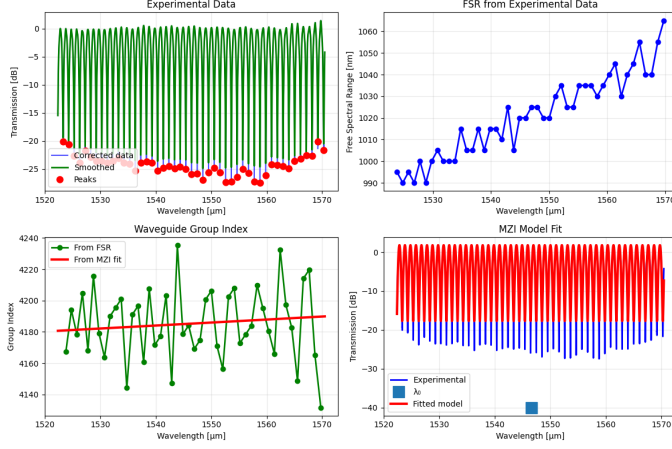 Experimental Data
0
−5
−10
−15
−20
−25
Transmission [dB]
Corrected data
Smoothed
Peaks
1520 1530 1540 1550 1560 1570
Wavelength [μm]
FSR from Experimental Data
1060
1050
1040
1030
1020
1010
1000
990
Free Spectral Range [nm]
1530 1540 1550 1560 1570
Wavelength [μm]
Waveguide Group Index
4240
4220
4200
4180
4160
4140
Group Index
From FSR
From MZI fit
1520 1530 1540 1550 1560 1570
Wavelength [μm]
MZI Model Fit
0
−10
−20
−30
−40
Transmission [dB]
Experimental
λ₀
Fitted model
1520 1530 1540 1550 1560 1570
Wavelength [μm]